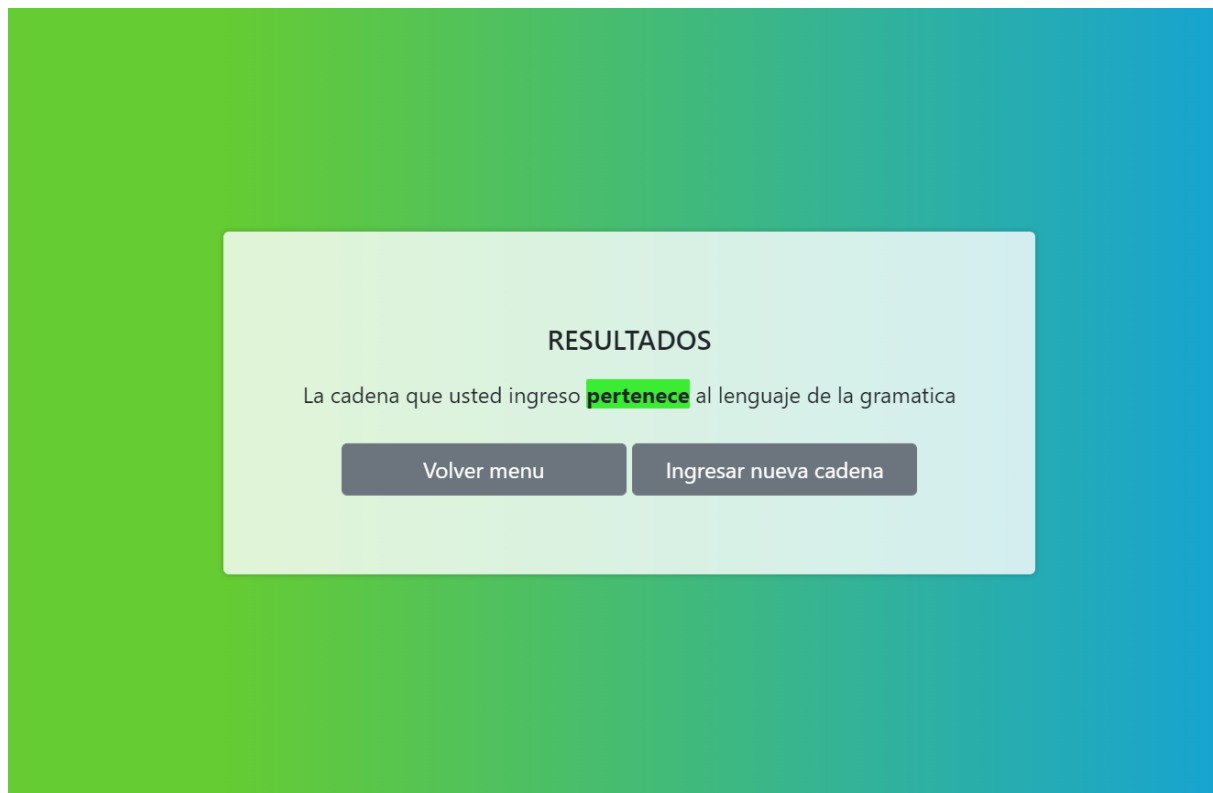 RESULTADOS
La cadena que usted ingreso pertenece al lenguaje de la gramatica
Volver menu
Ingresar nueva cadena